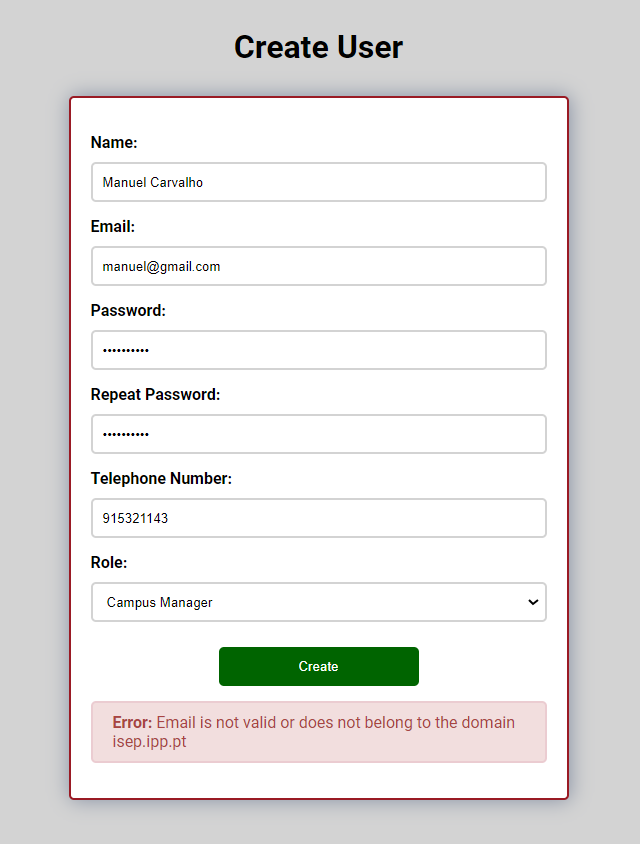 Create User
Name:
Manuel Carvalho
Email:
manuel@gmail.com
Password:
••••••••••
Repeat Password:
••••••••••
Telephone Number:
915321143
Role:
Campus Manager
Create
Error: Email is not valid or does not belong to the domain
isep.ipp.pt